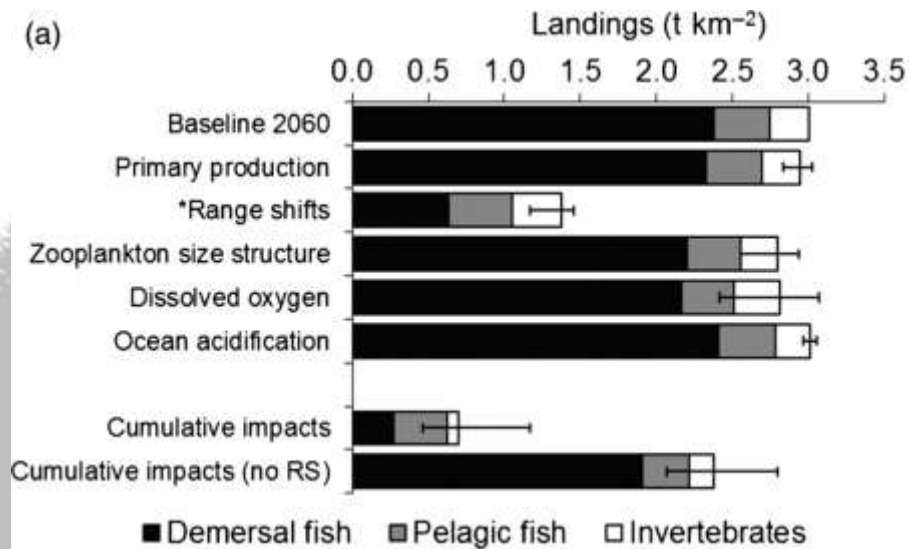 (a)
Landings (t km⁻²)
0.0 0.5 1.0 1.5 2.0 2.5 3.0 3.5
Baseline 2060
Primary production
*Range shifts
Zooplankton size structure
Dissolved oxygen
Ocean acidification
Cumulative impacts
Cumulative impacts (no RS)
Demersal fish Pelagic fish Invertebrates